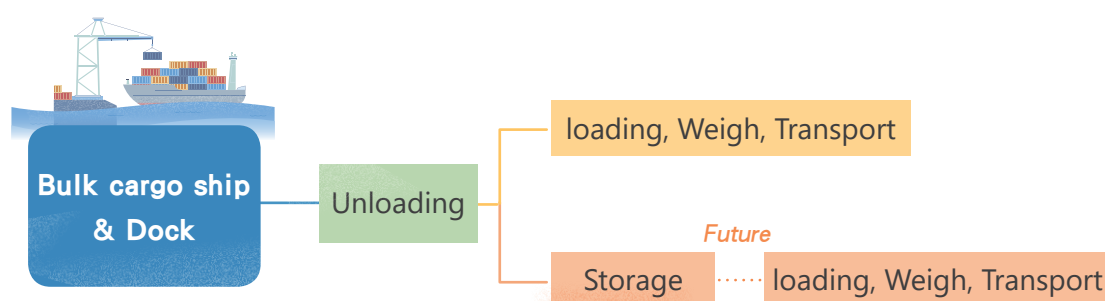 Bulk cargo ship
& Dock
Unloading
loading, Weigh, Transport
Future
Storage
loading, Weigh, Transport